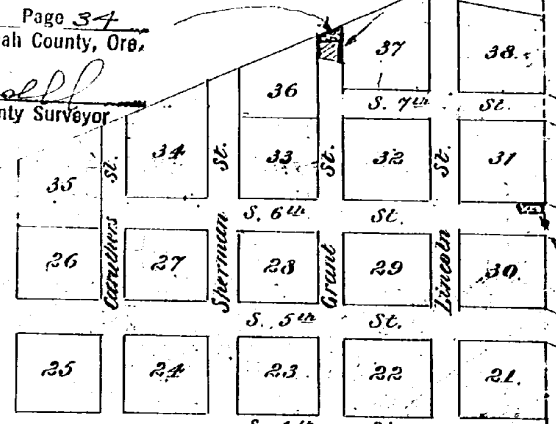 Page 34
ah County, Ore.
nty Surveyor
37
38
36
S. 7th St.
34
St.
33
St.
32
St.
31
35
St.
S. 6th St.
26
Caruthers
27
Sherman
28
Grant
29
Lincoln
30
S. 5th St.
25
24
23
22
21